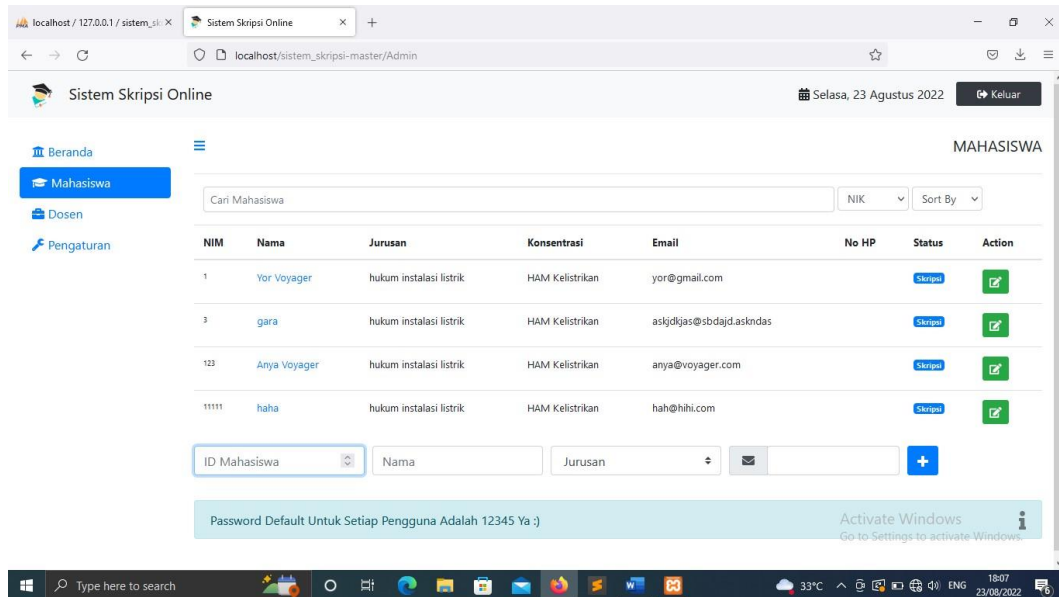 localhost / 127.0.0.1 / sistem_sk
Sistem Skripsi Online
localhost/sistem_skripsi-master/Admin
Sistem Skripsi Online
Selasa, 23 Agustus 2022
Keluar
Beranda
MAHASISWA
Mahasiswa
Dosen
Pengaturan
Cari Mahasiswa
NIK
Sort By
NIM Nama Jurusan Konsentrasi Email No HP Status Action
1 Yor Voyager hukum instalasi listrik HAM Kelistrikan yor@gmail.com Skripsi
3 gara hukum instalasi listrik HAM Kelistrikan askjdkjas@sbdajd.askndas Skripsi
123 Anya Voyager hukum instalasi listrik HAM Kelistrikan anya@voyager.com Skripsi
11111 haha hukum instalasi listrik HAM Kelistrikan hah@hihi.com Skripsi
ID Mahasiswa Nama Jurusan
Password Default Untuk Setiap Pengguna Adalah 12345 Ya :)
Activate Windows
Go to Settings to activate Windows.
Type here to search
33°C
ENG
18:07
23/08/2022
6